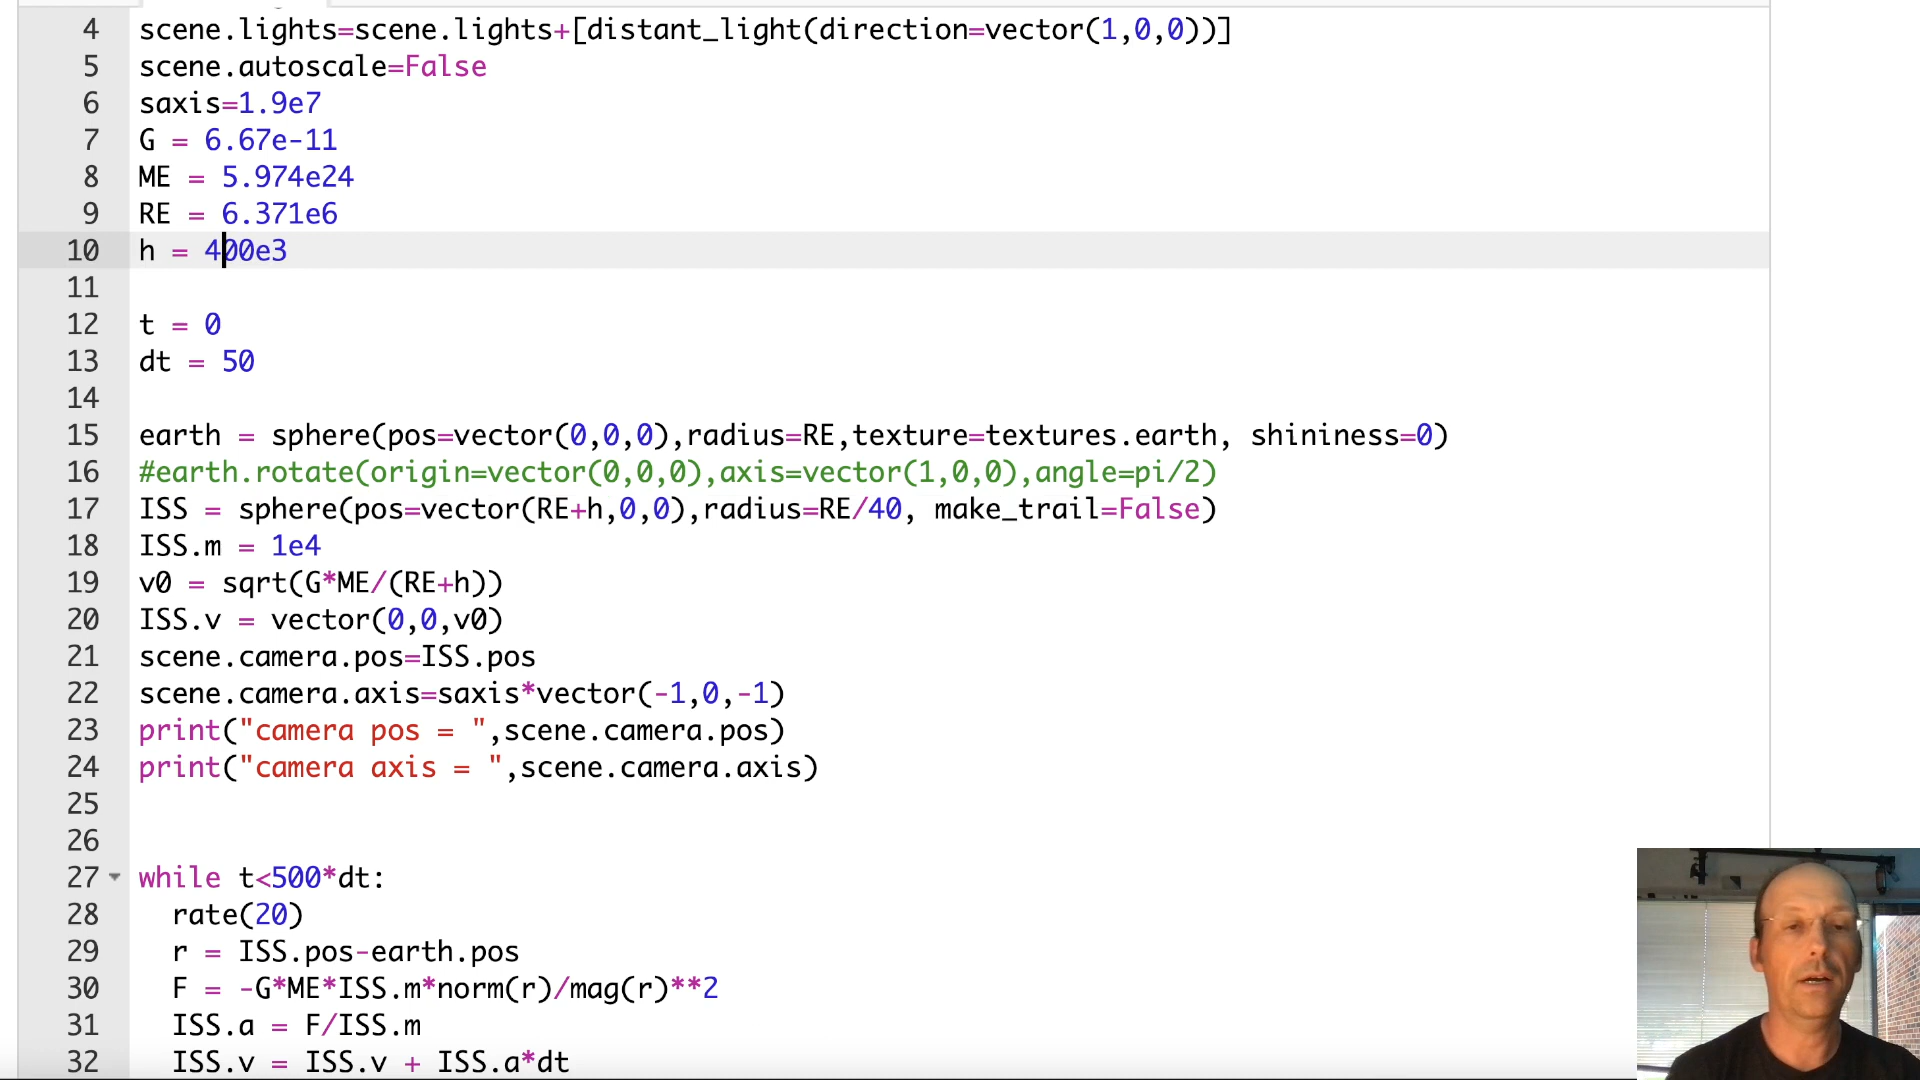 4 scene.lights=scene.lights+[distant_light(direction=vector(1,0,0))]
5 scene.autoscale=False
6 saxis=1.9e7
7 G = 6.67e-11
8 ME = 5.974e24
9 RE = 6.371e6
10 h = 400e3
11
12 t = 0
13 dt = 50
14
15 earth = sphere(pos=vector(0,0,0),radius=RE,texture=textures.earth, shininess=0)
16 #earth.rotate(origin=vector(0,0,0),axis=vector(1,0,0),angle=pi/2)
17 ISS = sphere(pos=vector(RE+h,0,0),radius=RE/40, make_trail=False)
18 ISS.m = 1e4
19 v0 = sqrt(G*ME/(RE+h))
20 ISS.v = vector(0,0,v0)
21 scene.camera.pos=ISS.pos
22 scene.camera.axis=saxis*vector(-1,0,-1)
23 print("camera pos = ",scene.camera.pos)
24 print("camera axis = ",scene.camera.axis)
25
26
27 while t<500*dt:
28   rate(20)
29   r = ISS.pos-earth.pos
30   F = -G*ME*ISS.m*norm(r)/mag(r)**2
31   ISS.a = F/ISS.m
32   ISS.v = ISS.v + ISS.a*dt